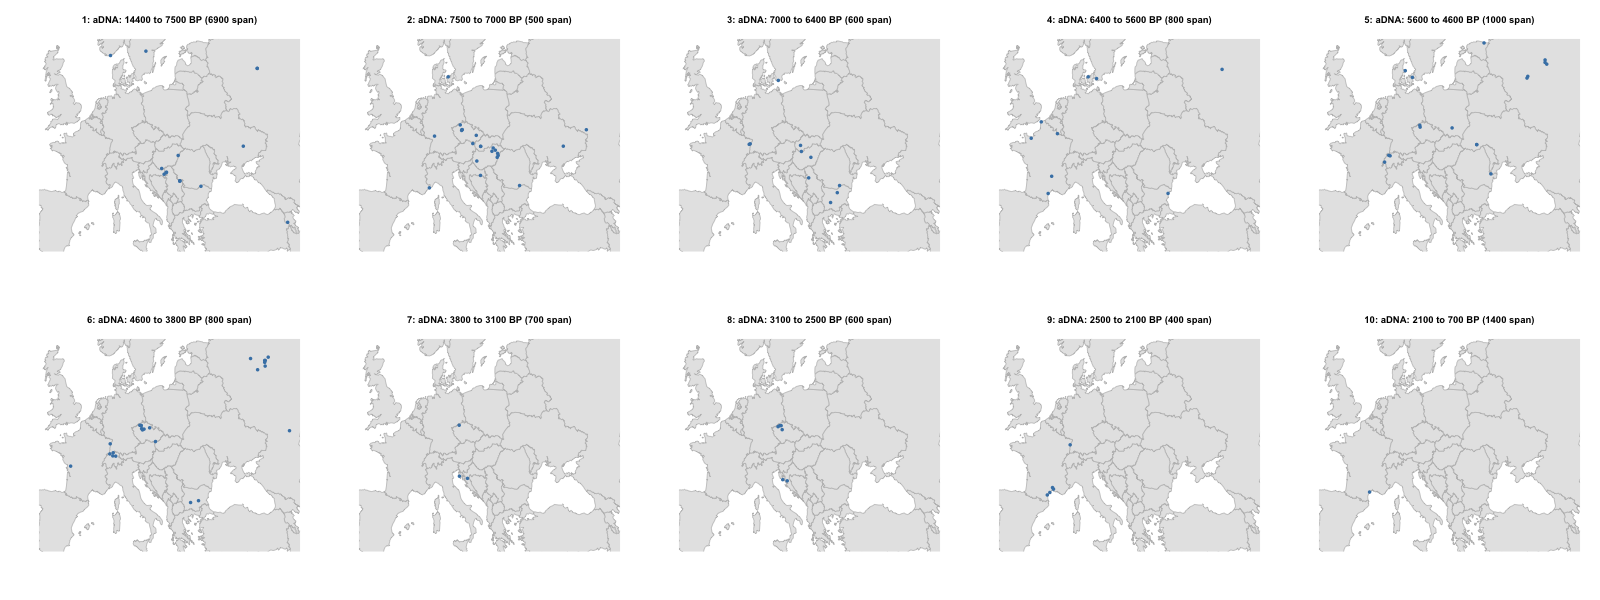 1: aDNA: 14400 to 7500 BP (6900 span)
2: aDNA: 7500 to 7000 BP (500 span)
3: aDNA: 7000 to 6400 BP (600 span)
4: aDNA: 6400 to 5600 BP (800 span)
5: aDNA: 5600 to 4600 BP (1000 span)
6: aDNA: 4600 to 3800 BP (800 span)
7: aDNA: 3800 to 3100 BP (700 span)
8: aDNA: 3100 to 2500 BP (600 span)
9: aDNA: 2500 to 2100 BP (400 span)
10: aDNA: 2100 to 700 BP (1400 span)